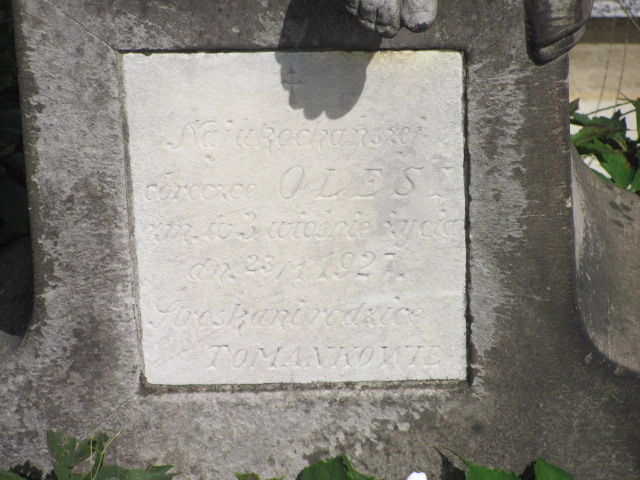 Najukochańszej
córeczce OLESI
zm. w 3 wiośnie życia
dn. 23/1 1927.
Stroskani rodzice
TOMANKOWIE